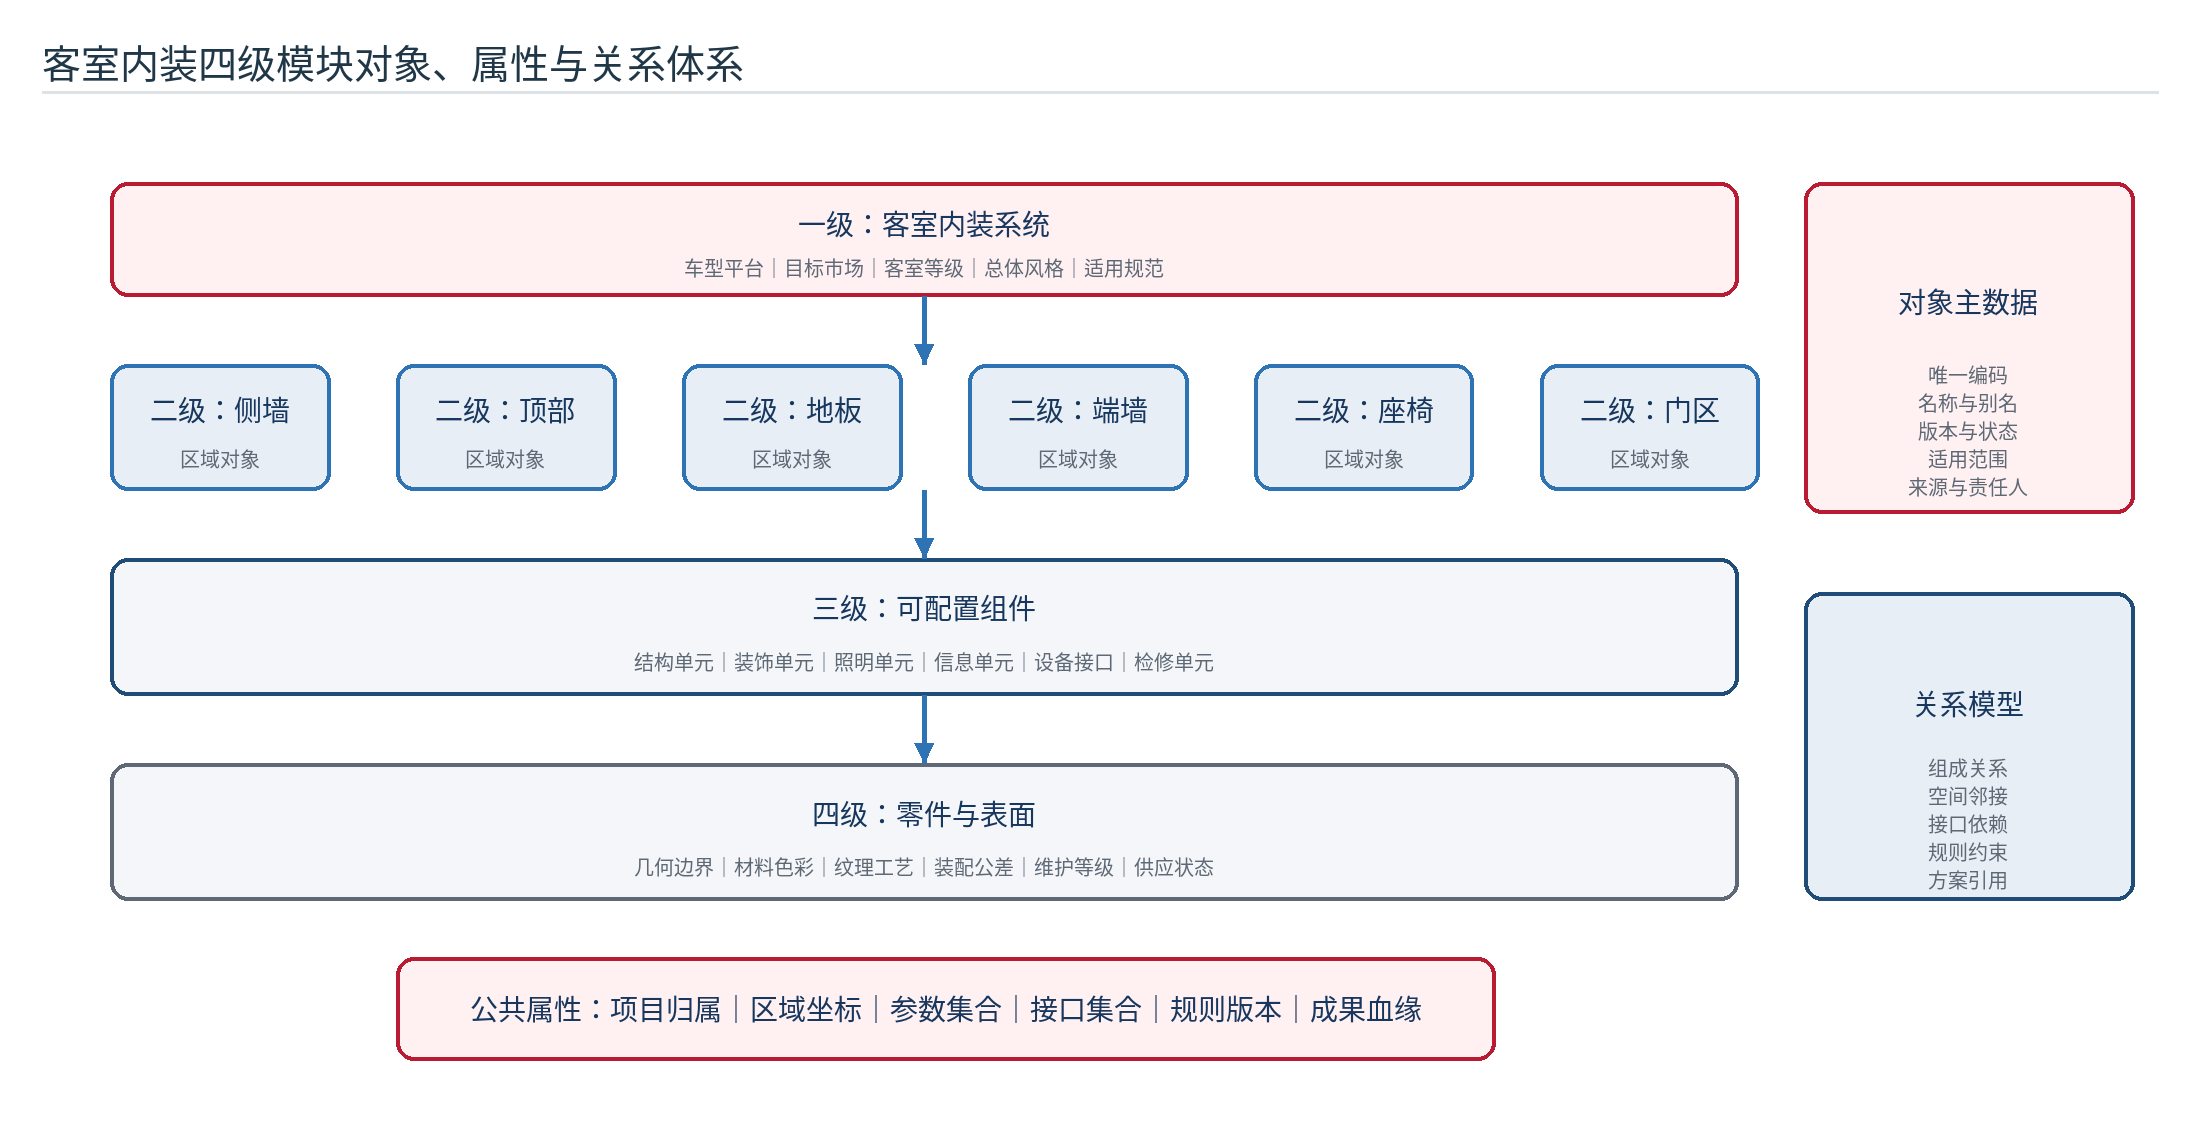 客室内装四级模块对象、属性与关系体系
一级：客室内装系统
车型平台｜目标市场｜客室等级｜总体风格｜适用规范
二级：侧墙
区域对象
二级：顶部
区域对象
二级：地板
区域对象
二级：端墙
区域对象
二级：座椅
区域对象
二级：门区
区域对象
三级：可配置组件
结构单元｜装饰单元｜照明单元｜信息单元｜设备接口｜检修单元
四级：零件与表面
几何边界｜材料色彩｜纹理工艺｜装配公差｜维护等级｜供应状态
对象主数据
唯一编码
名称与别名
版本与状态
适用范围
来源与责任人
关系模型
组成关系
空间邻接
接口依赖
规则约束
方案引用
公共属性：项目归属｜区域坐标｜参数集合｜接口集合｜规则版本｜成果血缘